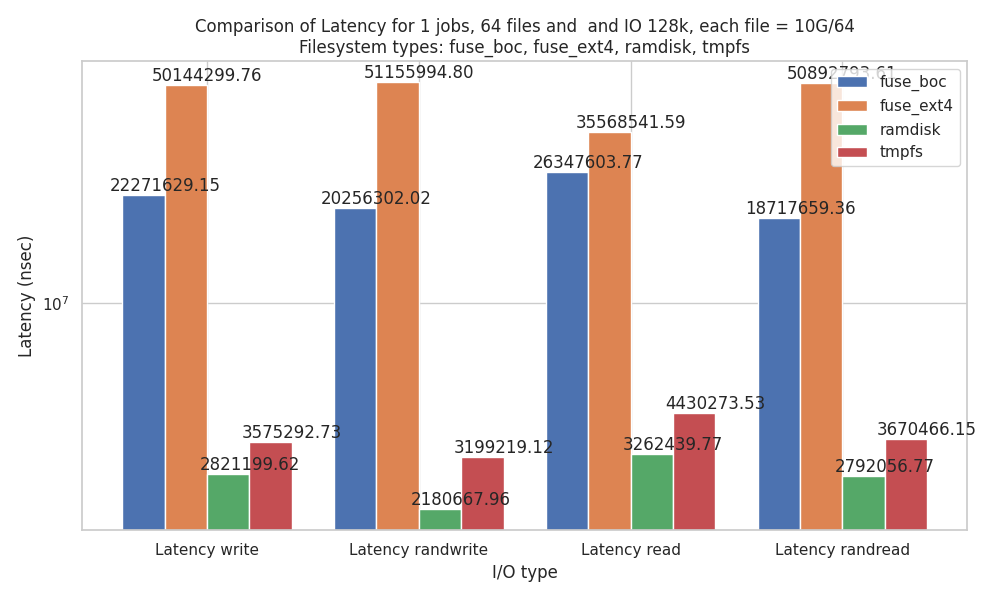 Comparison of Latency for 1 jobs, 64 files and  and IO 128k, each file = 10G/64
Filesystem types: fuse_boc, fuse_ext4, ramdisk, tmpfs
50144299.76
51155994.80
50892793.61
fuse_boc
fuse_ext4
ramdisk
tmpfs
35568541.59
26347603.77
22271629.15
20256302.02
18717659.36
Latency (nsec)
10^7
4430273.53
3575292.73
3670466.15
3199219.12
3262439.77
2821199.62
2792056.77
2180667.96
Latency write
Latency randwrite
Latency read
Latency randread
I/O type